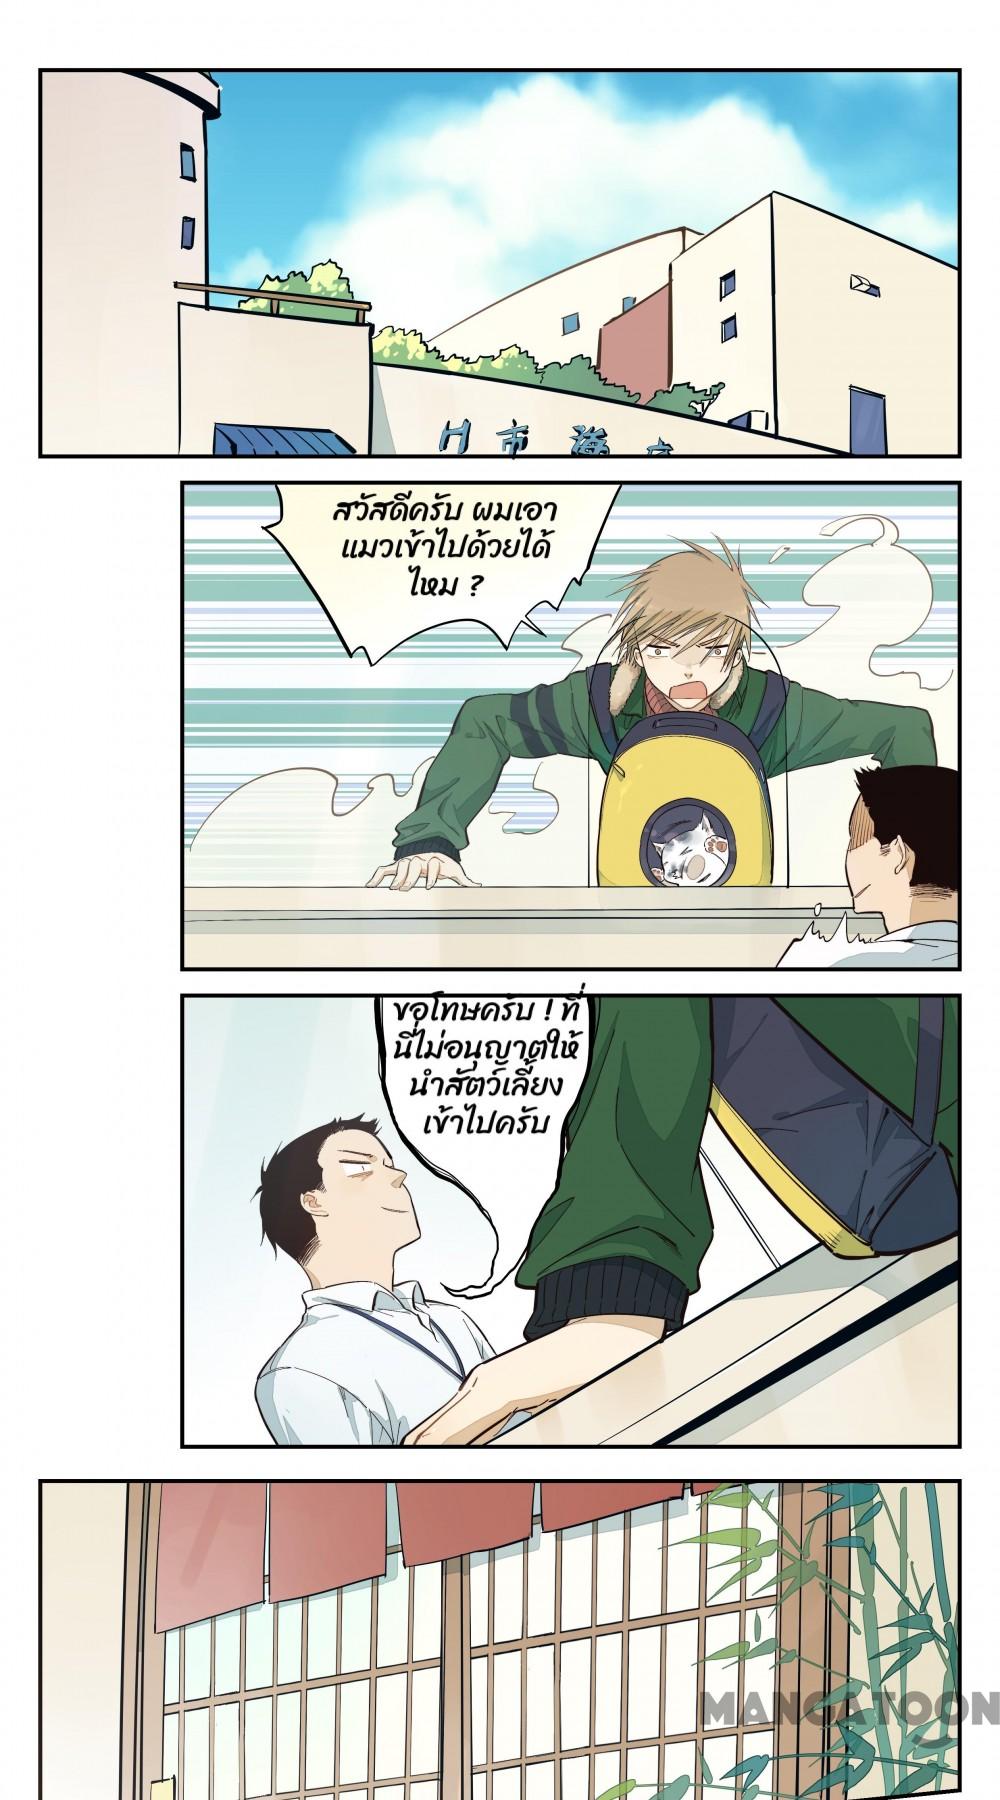 H市海
สวัสดีครับ ผมเอา
แมวเข้าไปด้วยได้
ไหม ?
ขอโทษครับ ! ที่
นี่ไม่อนุญาตให้
นำสัตว์เลี้ยง
เข้าไปครับ
MANGATOON